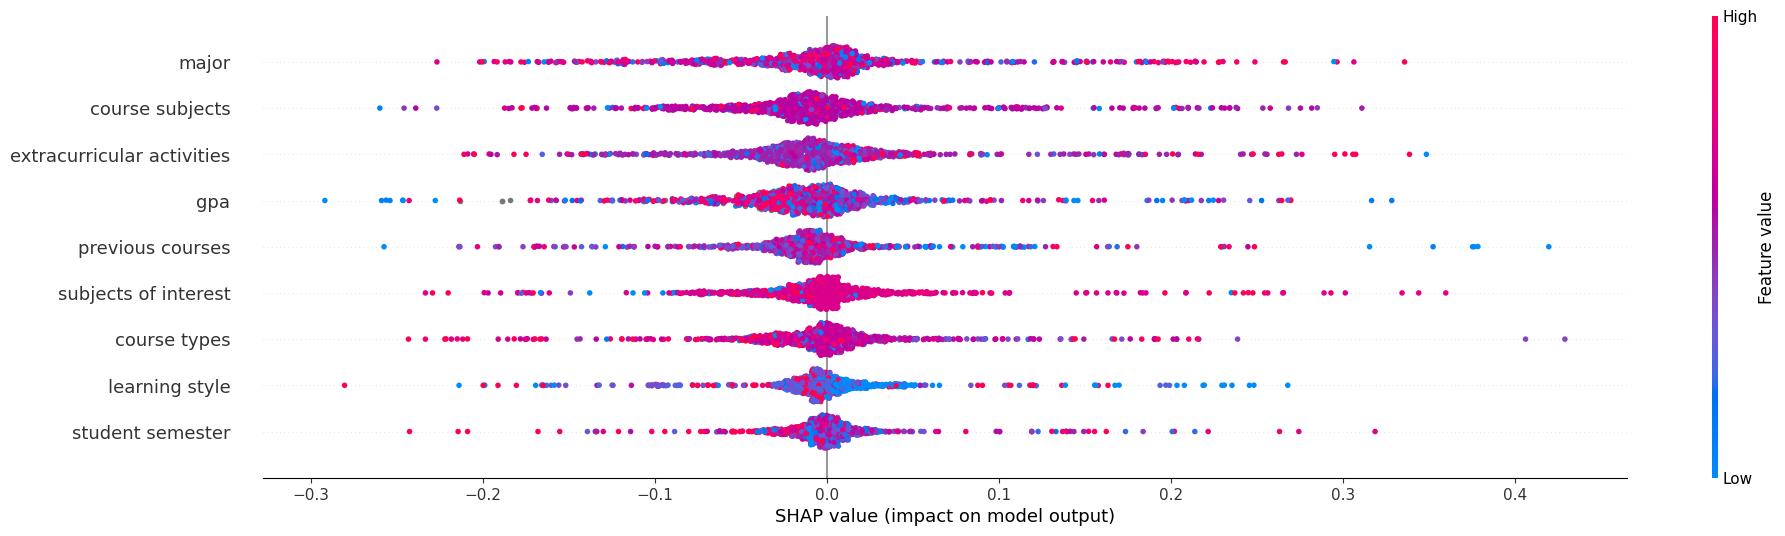 High
major
course subjects
extracurricular activities
gpa
previous courses
subjects of interest
course types
learning style
student semester
Feature value
Low
−0.3 −0.2 −0.1 0.0 0.1 0.2 0.3 0.4
SHAP value (impact on model output)